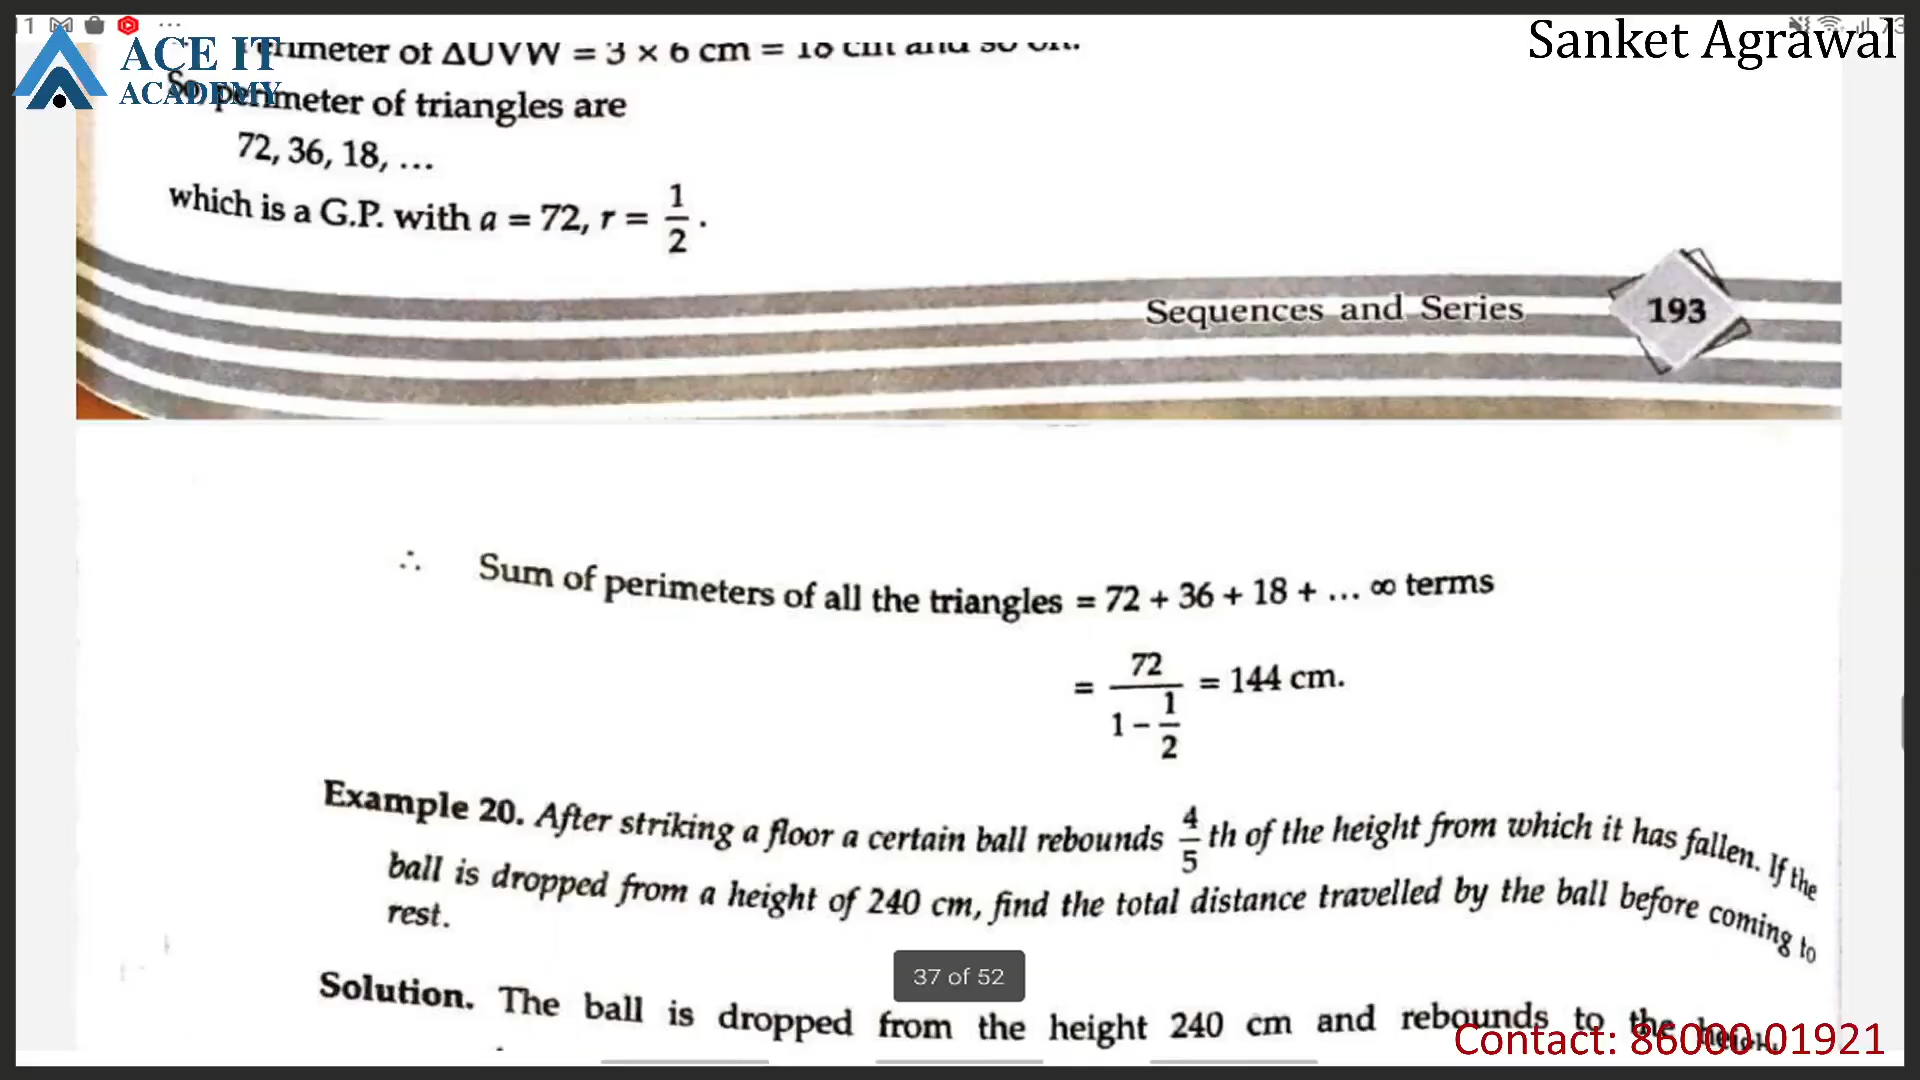 11 ... 73
ACE IT
ACADEMY
Sanket Agrawal
erimeter of ΔUVW = 3 × 6 cm = 18 cm and so on.
So, perimeter of triangles are
72, 36, 18, ...
which is a G.P. with a = 72, r = 1/2 .
Sequences and Series 193
∴ Sum of perimeters of all the triangles = 72 + 36 + 18 + ... ∞ terms
= 72/(1 - 1/2) = 144 cm.
Example 20. After striking a floor a certain ball rebounds 4/5 th of the height from which it has fallen. If the
ball is dropped from a height of 240 cm, find the total distance travelled by the ball before coming to
rest.
37 of 52
Solution. The ball is dropped from the height 240 cm and rebounds to the
Contact: 86000 01921